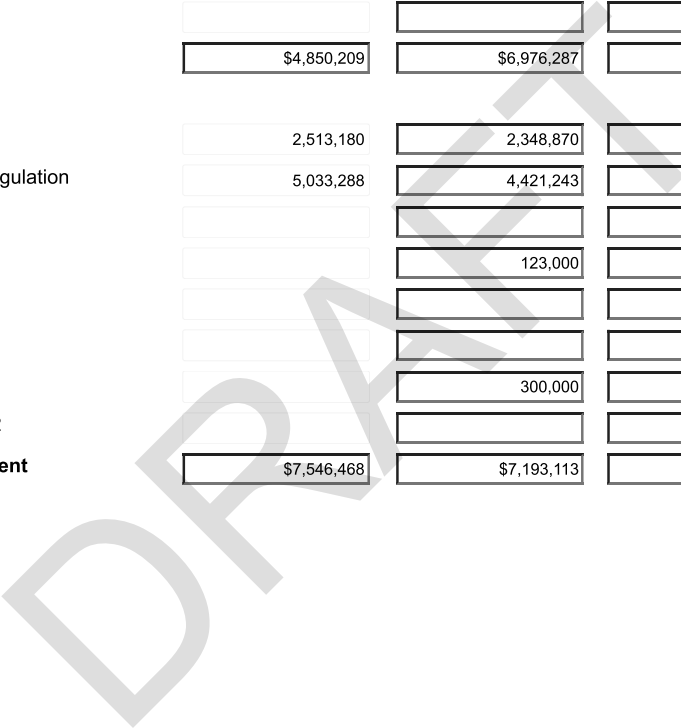 $4,850,209 $6,976,287
2,513,180 2,348,870
gulation 5,033,288 4,421,243
123,000
300,000
ent $7,546,468 $7,193,113
DRAFT